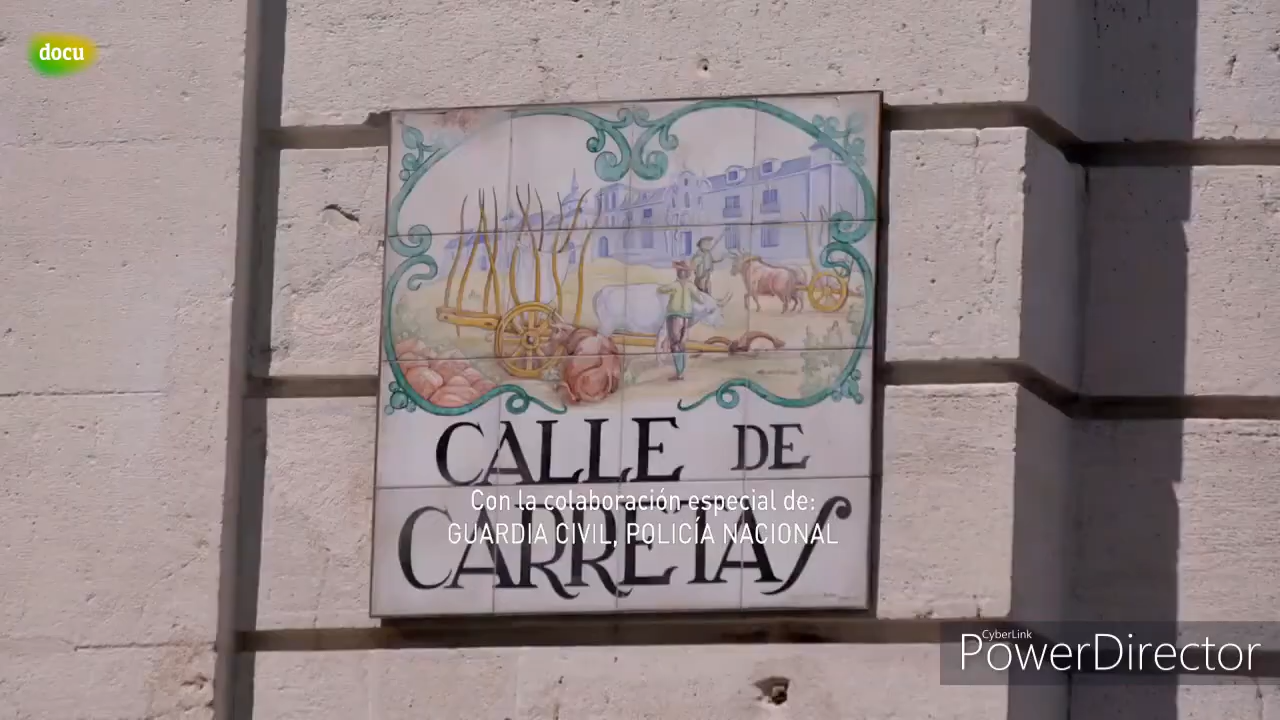 docu
CALLE DE
Con la colaboración especial de:
GUARDIA CIVIL, POLICÍA NACIONAL
CARRETAS
CyberLink
PowerDirector